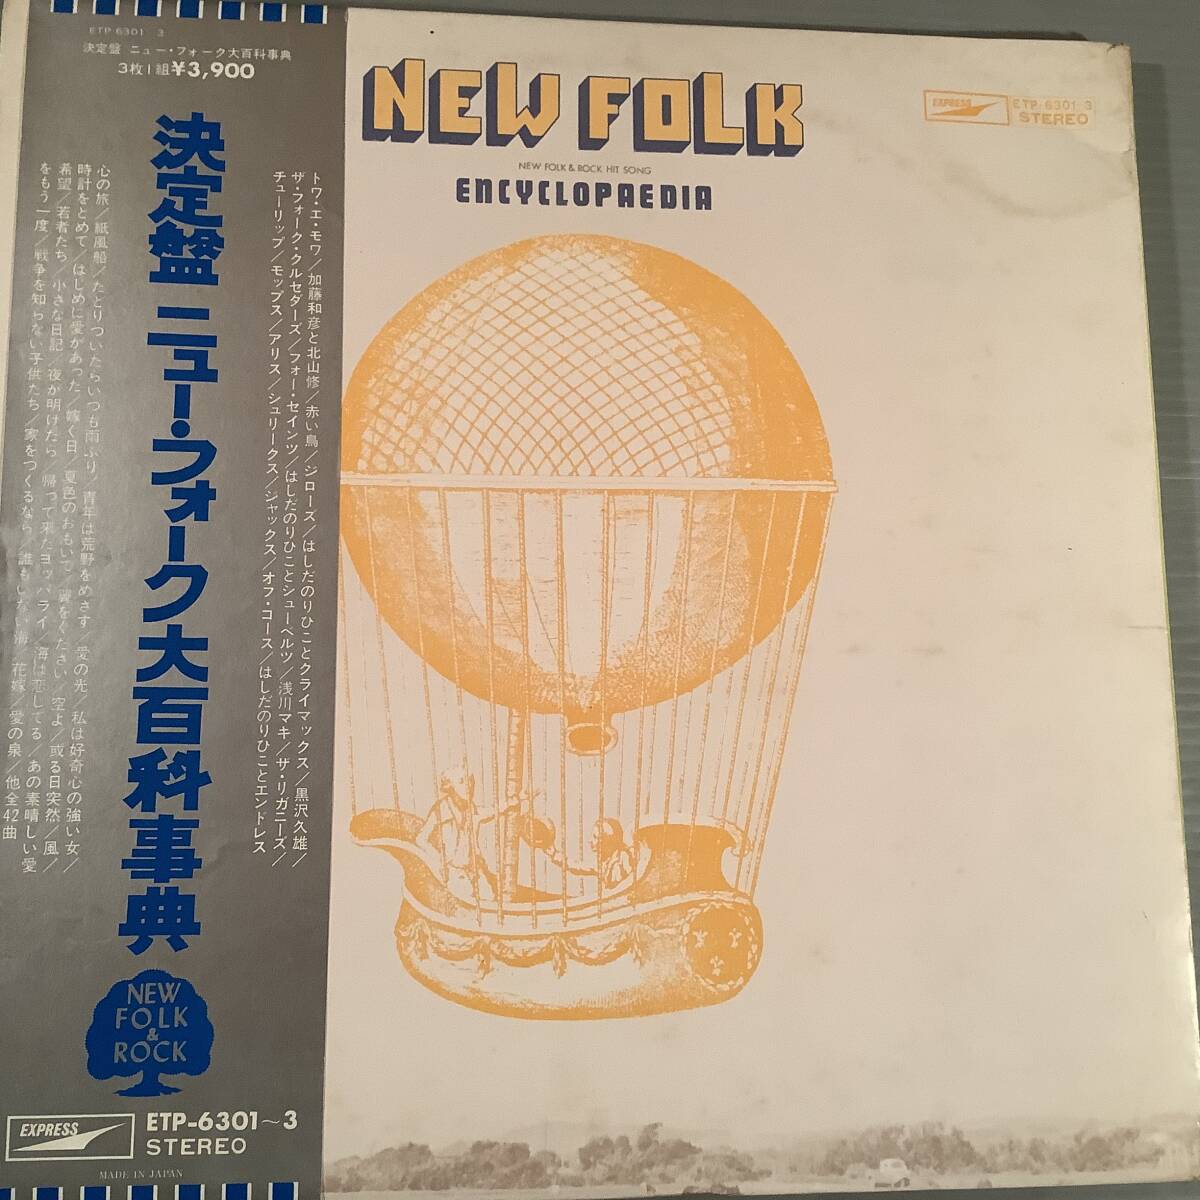 ETP 6301 3
決定盤 ニュー・フォーク大百科事典
3枚1組¥3,900
決定盤 ニュー・フォーク大百科事典
トワ・エ・モワ/加藤和彦と北山修/赤い鳥/ジローズ/はしだのりひことクライマックス/黒沢久雄/
ザ・フォーク・クルセダーズ/フォー・セインツ/はしだのりひことシューベルツ/浅川マキ/ザ・リガニーズ/
チューリップ/モップス/アリス/シュリークス/ジャックス/オフ・コース/はしだのりひことエンドレス
心の旅/紙風船/たどりついたらいつも雨ふり/青年は荒野をめざす/愛の光/私は好奇心の強い女/
時計をとめて/はじめに愛があった/嫁ぐ日/夏色のおもいで/翼をください/空よ/或る日突然/風/
希望/若者たち/小さな日記/夜が明けたら/帰って来たヨッパライ/海は恋してる/あの素晴しい愛
をもう一度/戦争を知らない子供たち/家をつくるなら/誰もいない海/花嫁/愛の泉/他全42曲
NEW
FOLK
&
ROCK
EXPRESS
ETP-6301~3
STEREO
MADE IN JAPAN
NEW FOLK
NEW FOLK & ROCK HIT SONG
ENCYCLOPAEDIA
EXPRESS
ETP-6301-3
STEREO